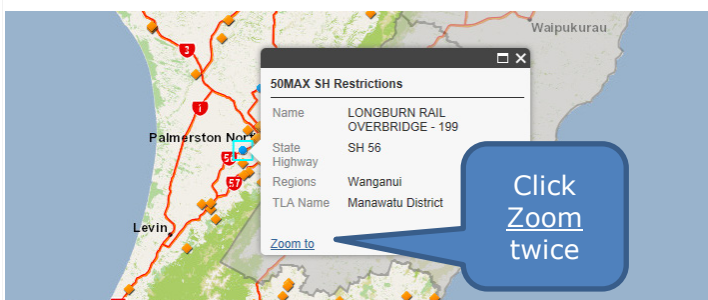 Waipukurau
3
50MAX SH Restrictions
Name LONGBURN RAIL
OVERBRIDGE - 199
1
Palmerston Nort
State SH 56
Highway
56
Regions Wanganui
57
TLA Name Manawatu District
Levin
Zoom to
Click
Zoom
twice